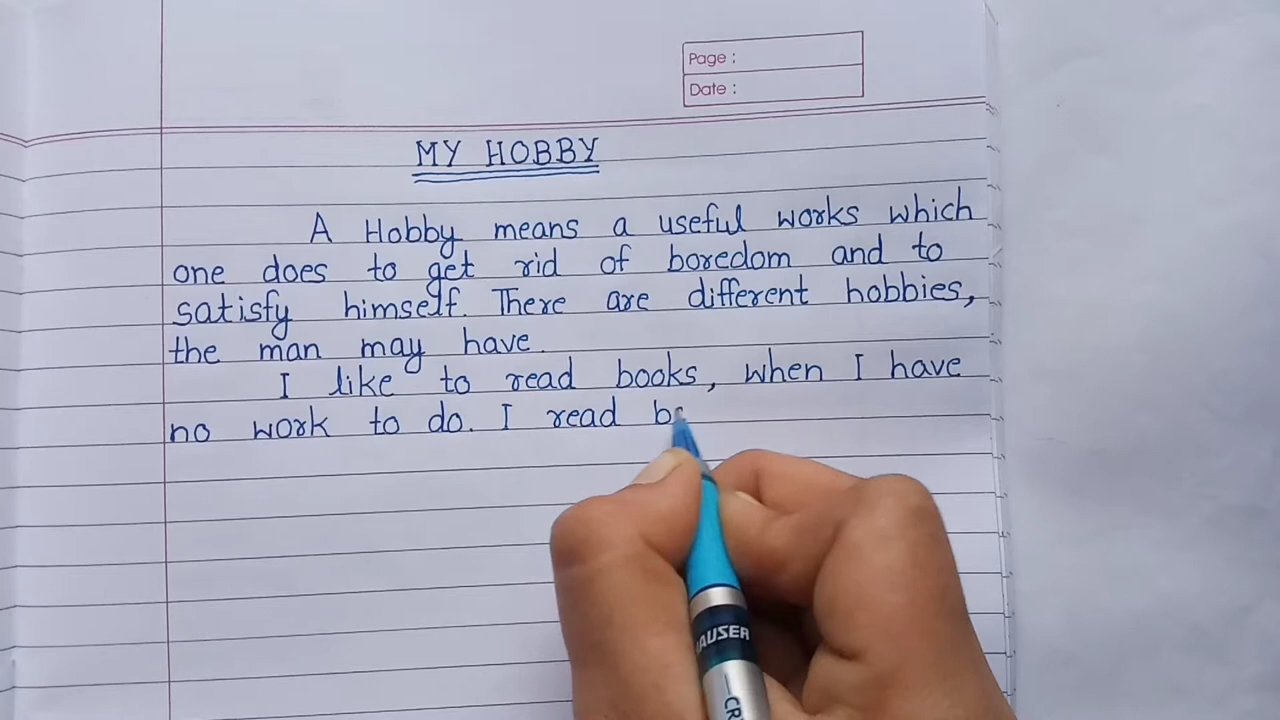 Page :
Date :
MY HOBBY
A Hobby means a useful works which
one does to get rid of boredom and to
satisfy himself. There are different hobbies,
the man may have.
I like to read books, when I have
no work to do. I read
HAUSER